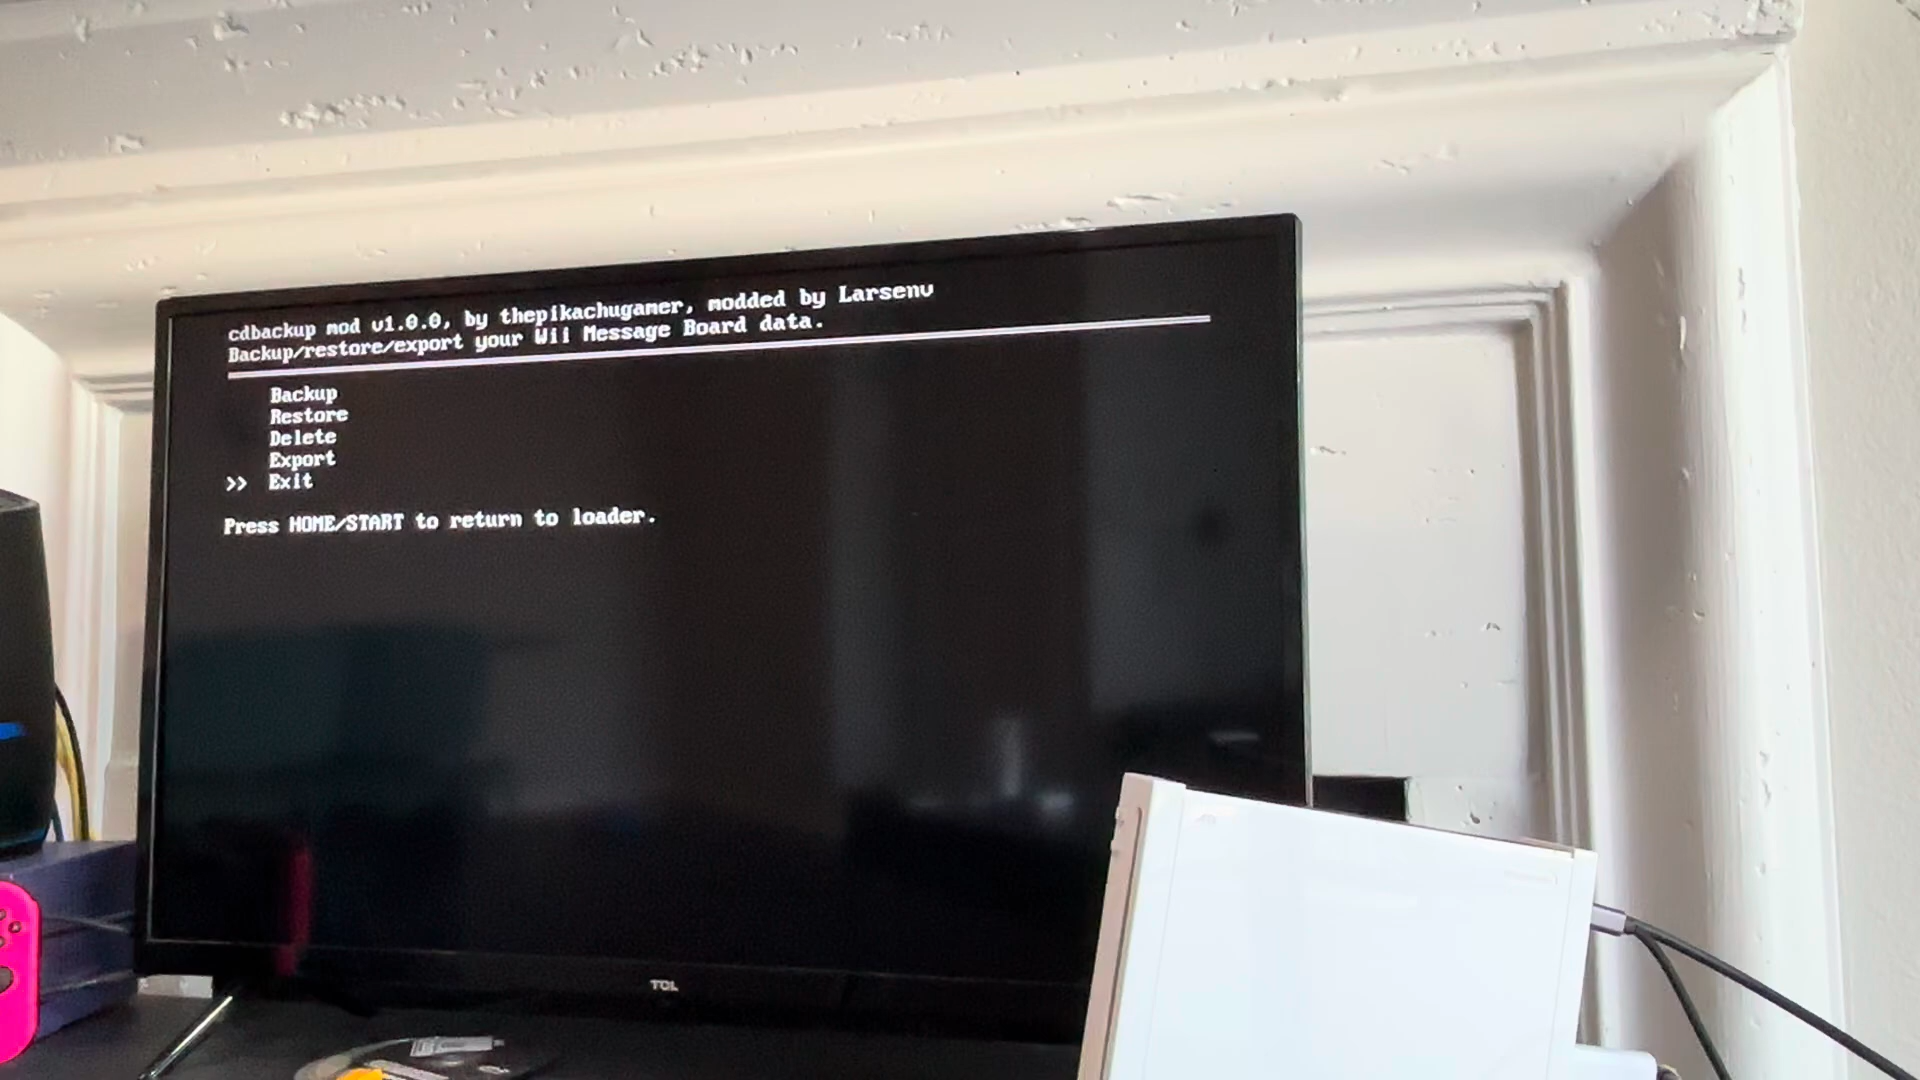 cdbackup mod v1.0.0, by thepikachugamer, modded by Larsenv
Backup/restore/export your Wii Message Board data.
Backup
Restore
Delete
Export
>> Exit
Press HOME/START to return to loader.
TCL